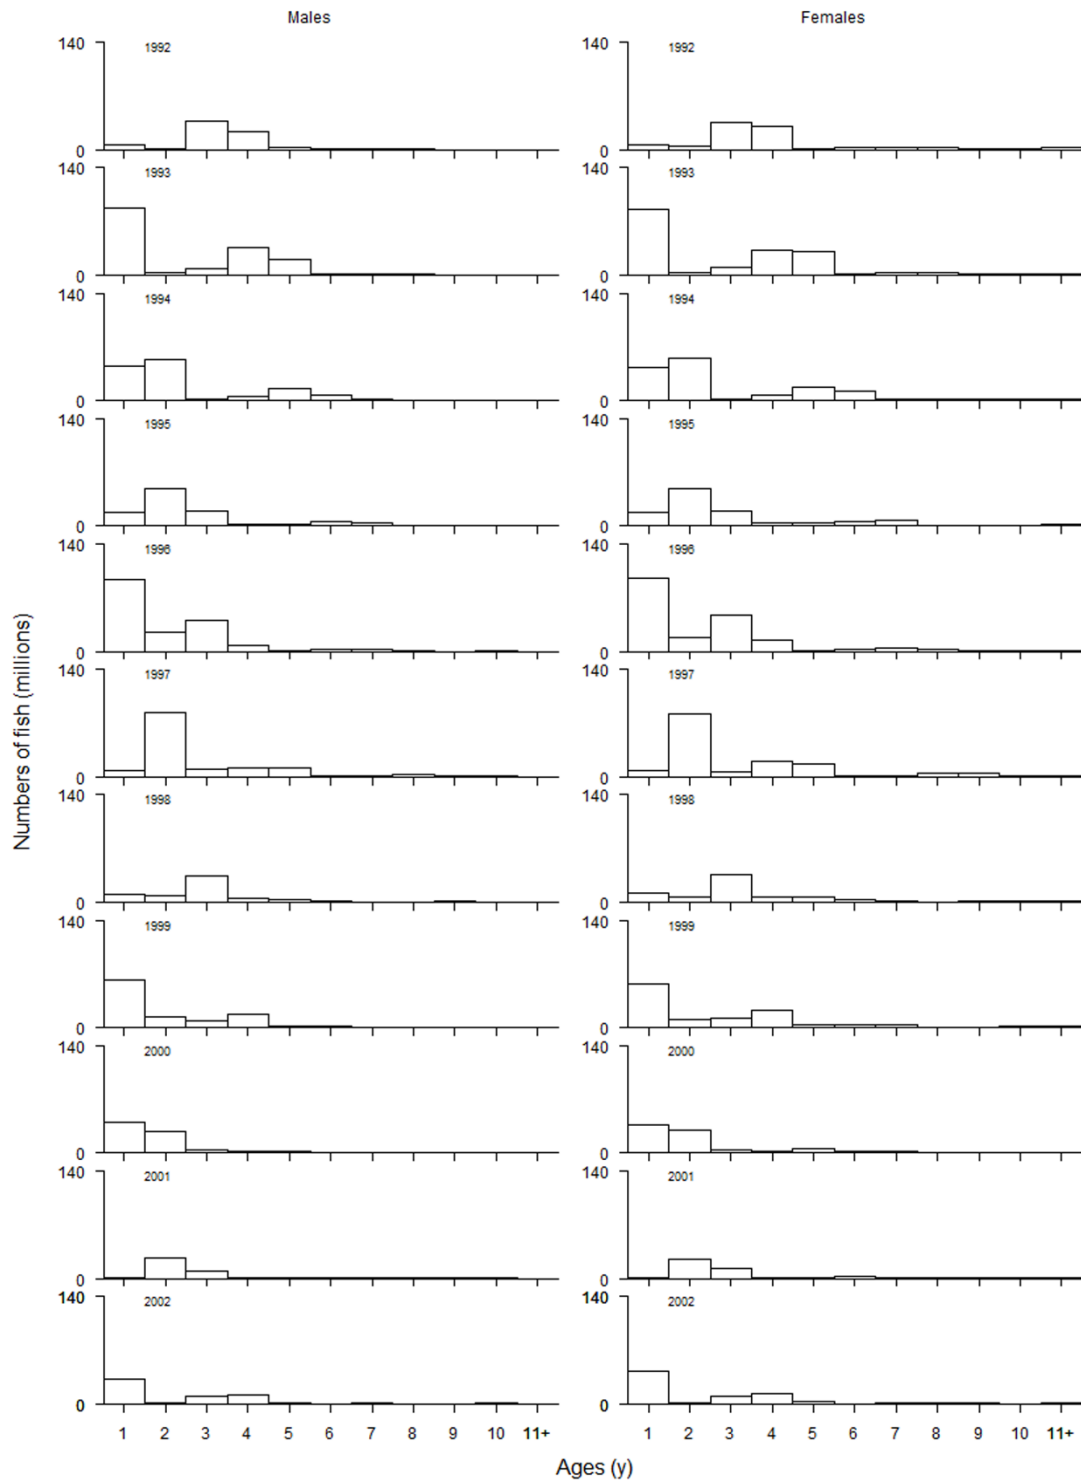 Males Females
140 1992 140 1992
0 0
140 1993 140 1993
0 0
140 1994 140 1994
0 0
140 1995 140 1995
0 0
140 1996 140 1996
0 0
140 1997 140 1997
0 0
140 1998 140 1998
0 0
140 1999 140 1999
0 0
140 2000 140 2000
0 0
140 2001 140 2001
0 0
140 2002 140 2002
0 0
1 2 3 4 5 6 7 8 9 10 11+ 1 2 3 4 5 6 7 8 9 10 11+
Numbers of fish (millions)
Ages (y)